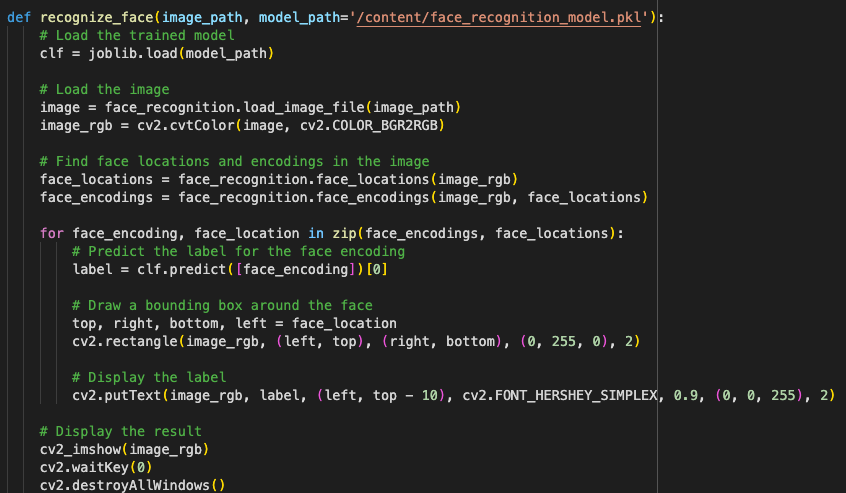 def recognize_face(image_path, model_path='/content/face_recognition_model.pkl'):
# Load the trained model
clf = joblib.load(model_path)
# Load the image
image = face_recognition.load_image_file(image_path)
image_rgb = cv2.cvtColor(image, cv2.COLOR_BGR2RGB)
# Find face locations and encodings in the image
face_locations = face_recognition.face_locations(image_rgb)
face_encodings = face_recognition.face_encodings(image_rgb, face_locations)
for face_encoding, face_location in zip(face_encodings, face_locations):
# Predict the label for the face encoding
label = clf.predict([face_encoding])[0]
# Draw a bounding box around the face
top, right, bottom, left = face_location
cv2.rectangle(image_rgb, (left, top), (right, bottom), (0, 255, 0), 2)
# Display the label
cv2.putText(image_rgb, label, (left, top - 10), cv2.FONT_HERSHEY_SIMPLEX, 0.9, (0, 0, 255), 2)
# Display the result
cv2_imshow(image_rgb)
cv2.waitKey(0)
cv2.destroyAllWindows()